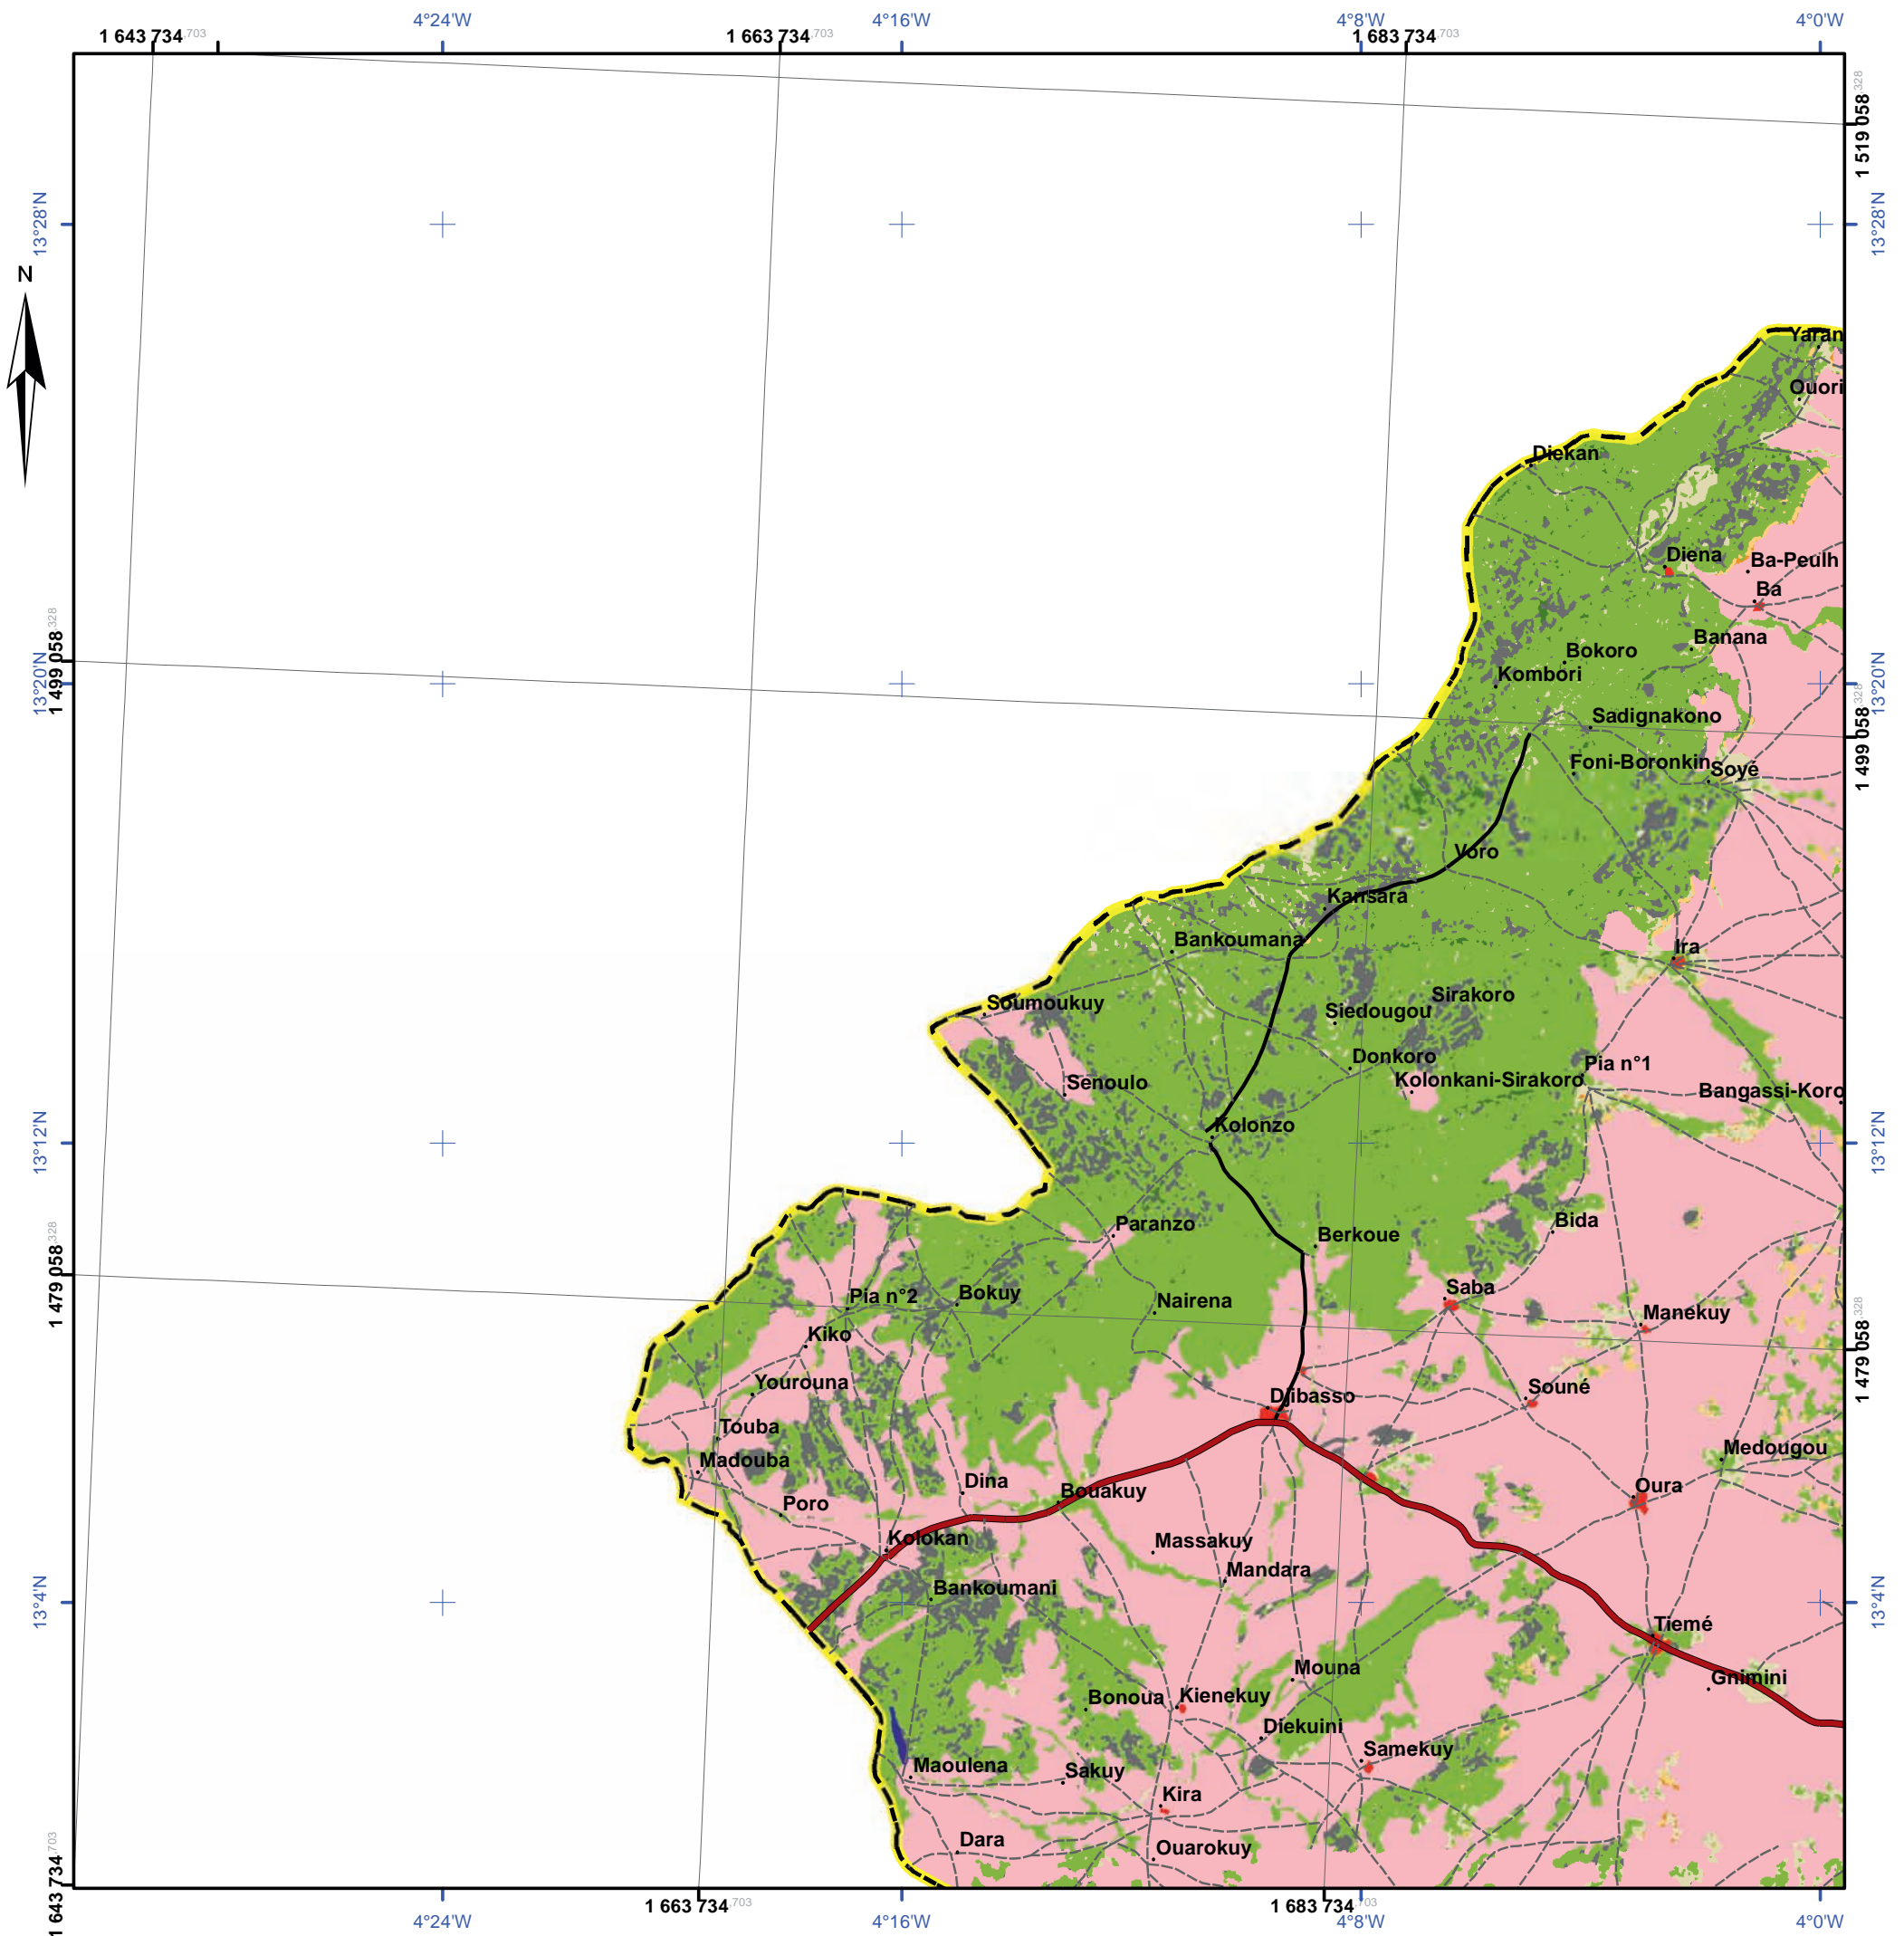 4°24'W 4°16'W 4°8'W 4°0'W
1 643 734.703 1 663 734.703 1 683 734.703
1 519 058.328
13°28'N 13°28'N
N
Yaran
Ouori
Diekan
Diena
Ba-Peulh
Ba
Banana
Bokoro
Kombori
1 499 058.328
13°20'N 13°20'N
Sadignakono
1 499 058.328
Foni-Boronkin
Soyé
Voro
Kansara
Bankoumana
Ira
Soumoukuy
Sirakoro
Siedougou
Donkoro
Pia n°1
Senoulo
Kolonkani-Sirakoro
Bangassi-Koro
Kolonzo
13°12'N 13°12'N
Paranzo
Bida
Berkoue
1 479 058.328
Saba
Pia n°2
Bokuy
Nairena
Manekuy
Kiko
1 479 058.328
Yourouna
Djibasso
Souné
Touba
Medougou
Madouba
Dina
Oura
Bouakuy
Poro
Kolokan
Massakuy
Mandara
Bankoumani
13°4'N 13°4'N
Tiemé
Mouna
Gnimini
Bonoua
Kienekuy
Diekuini
Samekuy
Maoulena
Sakuy
Kira
Dara
Ouarokuy
1 643 734.703
1 663 734.703 1 683 734.703
4°24'W 4°16'W 4°8'W 4°0'W